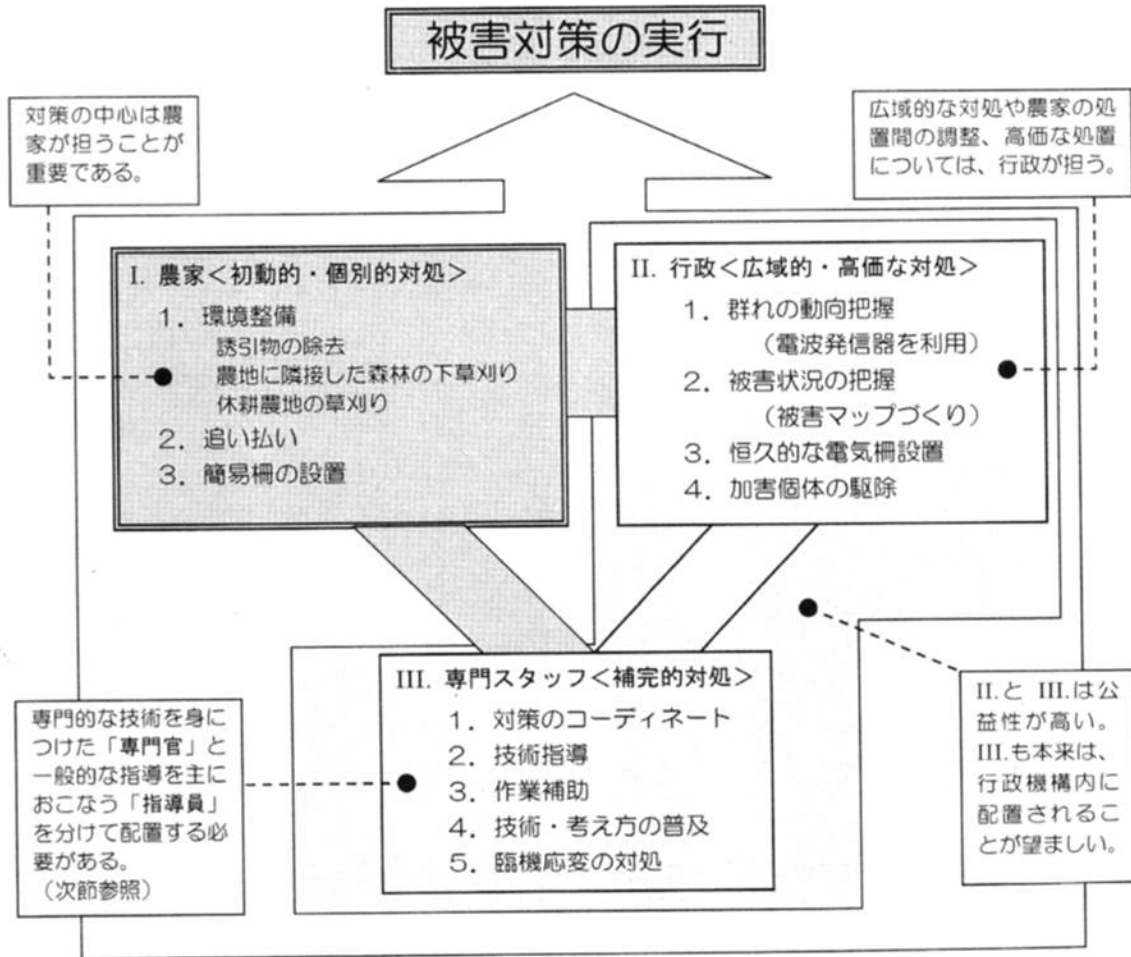 被害対策の実行
対策の中心は農
家が担うことが
重要である。
広域的な対処や農家の処
置間の調整、高価な処置
については、行政が担う。
I. 農家<初動的・個別的対処>
1. 環境整備
誘引物の除去
農地に隣接した森林の下草刈り
休耕農地の草刈り
2. 追い払い
3. 簡易柵の設置
II. 行政<広域的・高価な対処>
1. 群れの動向把握
(電波発信器を利用)
2. 被害状況の把握
(被害マップづくり)
3. 恒久的な電気柵設置
4. 加害個体の駆除
III. 専門スタッフ<補完的対処>
1. 対策のコーディネート
2. 技術指導
3. 作業補助
4. 技術・考え方の普及
5. 臨機応変の対処
専門的な技術を身に
つけた「専門官」と
一般的な指導を主に
おこなう「指導員」
を分けて配置する必
要がある。
(次節参照)
II.と III.は公
益性が高い。
III.も本来は、
行政機構内に
配置されるこ
とが望ましい。